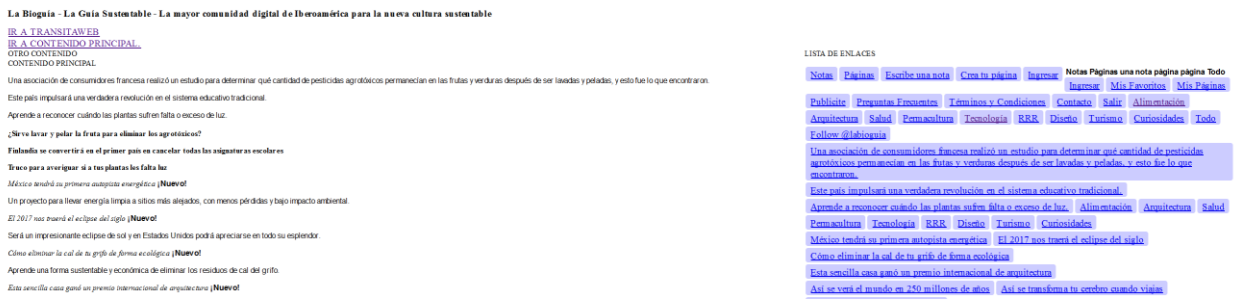 La Bioguía - La Guía Sustentable - La mayor comunidad digital de Iberoamérica para la nueva cultura sustentable
IR A TRANSITAWEB
IR A CONTENIDO PRINCIPAL.
OTRO CONTENIDO
CONTENIDO PRINCIPAL
Una asociación de consumidores francesa realizó un estudio para determinar qué cantidad de pesticidas agrotóxicos permanecían en las frutas y verduras después de ser lavadas y peladas, y esto fue lo que encontraron.
Este país impulsará una verdadera revolución en el sistema educativo tradicional.
Aprende a reconocer cuándo las plantas sufren falta o exceso de luz.
¿Sirve lavar y pelar la fruta para eliminar los agrotóxicos?
Finlandia se convertirá en el primer país en cancelar todas las asignaturas escolares
Truco para averiguar si a tus plantas les falta luz
México tendrá su primera autopista energética ¡Nuevo!
Un proyecto para llevar energía limpia a sitios más alejados, con menos pérdidas y bajo impacto ambiental.
El 2017 nos traerá el eclipse del siglo ¡Nuevo!
Será un impresionante eclipse de sol y en Estados Unidos podrá apreciarse en todo su esplendor.
Cómo eliminar la cal de tu grifo de forma ecológica ¡Nuevo!
Aprende una forma sustentable y económica de eliminar los residuos de cal del grifo.
Esta sencilla casa ganó un premio internacional de arquitectura ¡Nuevo!
LISTA DE ENLACES
Notas Páginas Escribe una nota Crea tu página Ingresar Notas Páginas una nota página página Todo
Ingresar Mis Favoritos Mis Páginas
Publicite Preguntas Frecuentes Términos y Condiciones Contacto Salir Alimentación
Arquitectura Salud Permacultura Tecnología RRR Diseño Turismo Curiosidades Todo
Follow @labioguia
Una asociación de consumidores francesa realizó un estudio para determinar qué cantidad de pesticidas
agrotóxicos permanecían en las frutas y verduras después de ser lavadas y peladas, y esto fue lo que
encontraron.
Este país impulsará una verdadera revolución en el sistema educativo tradicional.
Aprende a reconocer cuándo las plantas sufren falta o exceso de luz. Alimentación Arquitectura Salud
Permacultura Tecnología RRR Diseño Turismo Curiosidades
México tendrá su primera autopista energética El 2017 nos traerá el eclipse del siglo
Cómo eliminar la cal de tu grifo de forma ecológica
Esta sencilla casa ganó un premio internacional de arquitectura
Así se verá el mundo en 250 millones de años Así se transforma tu cerebro cuando viajas